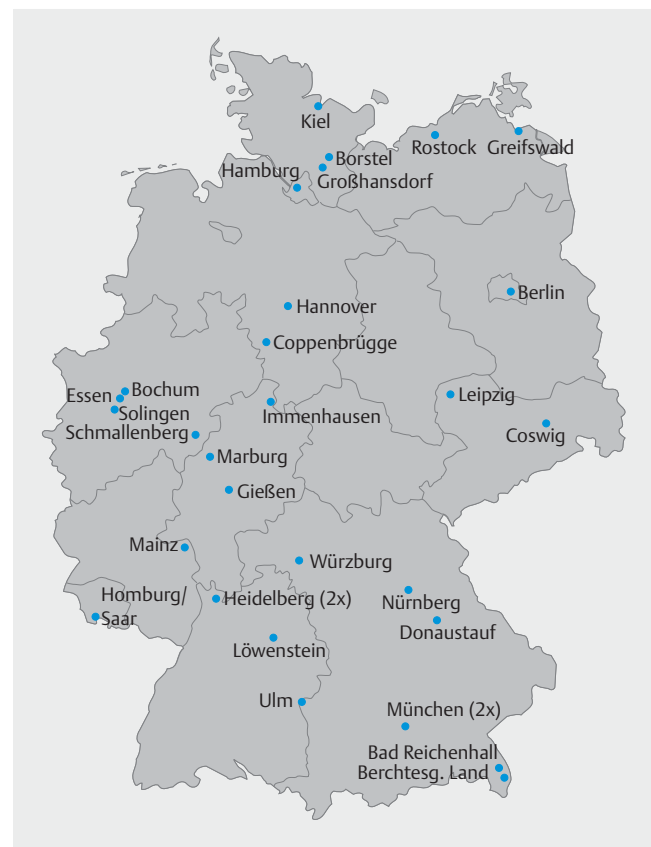 Kiel
Rostock
Greifswald
Borstel
Hamburg
Großhansdorf
Berlin
Hannover
Coppenbrügge
Bochum
Essen
Solingen
Leipzig
Immenhausen
Schmallenberg
Coswig
Marburg
Gießen
Mainz
Würzburg
Homburg/
Saar
Heidelberg (2x)
Nürnberg
Donaustauf
Löwenstein
Ulm
München (2x)
Bad Reichenhall
Berchtesg. Land